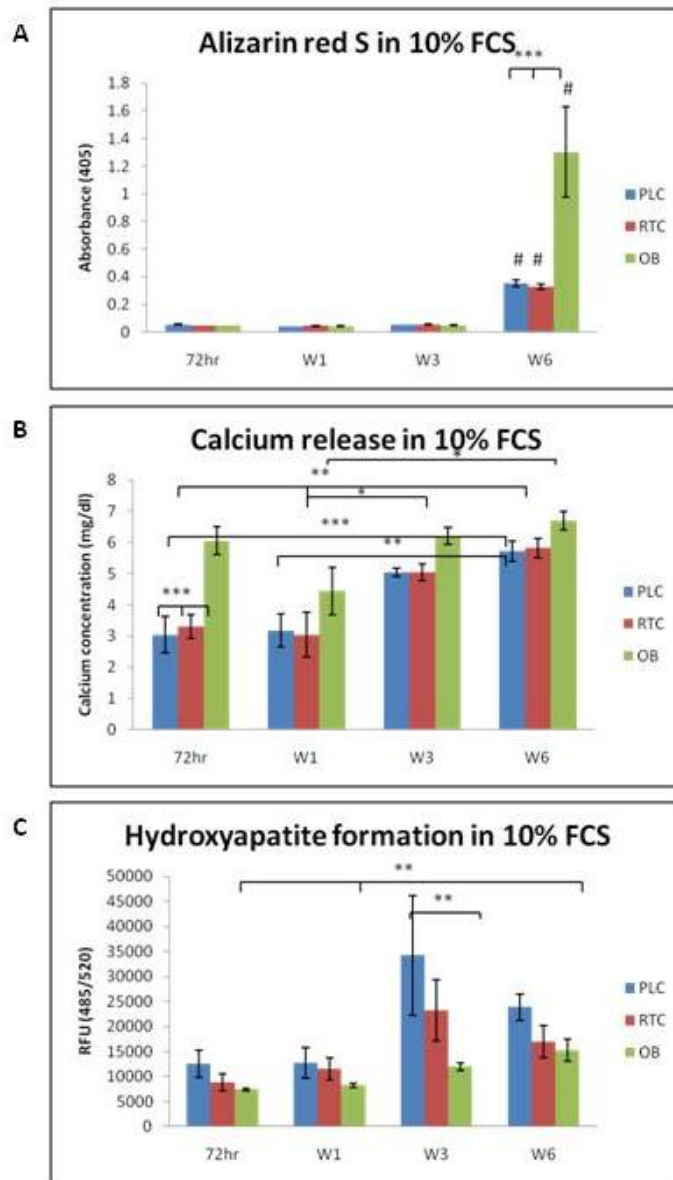 A
Alizarin red S in 10% FCS
***
#
1.8
1.6
1.4
1.2
1
0.8
0.6
0.4
0.2
0
Absorbance (405)
# #
72hr W1 W3 W6
PLC
RTC
OB
B
Calcium release in 10% FCS
*
**
*
***
**
***
8
7
6
5
4
3
2
1
0
Calcium concentration (mg/dl)
72hr W1 W3 W6
PLC
RTC
OB
C
Hydroxyapatite formation in 10% FCS
**
**
50000
45000
40000
35000
30000
25000
20000
15000
10000
5000
0
RFU (485/520)
72hr W1 W3 W6
PLC
RTC
OB